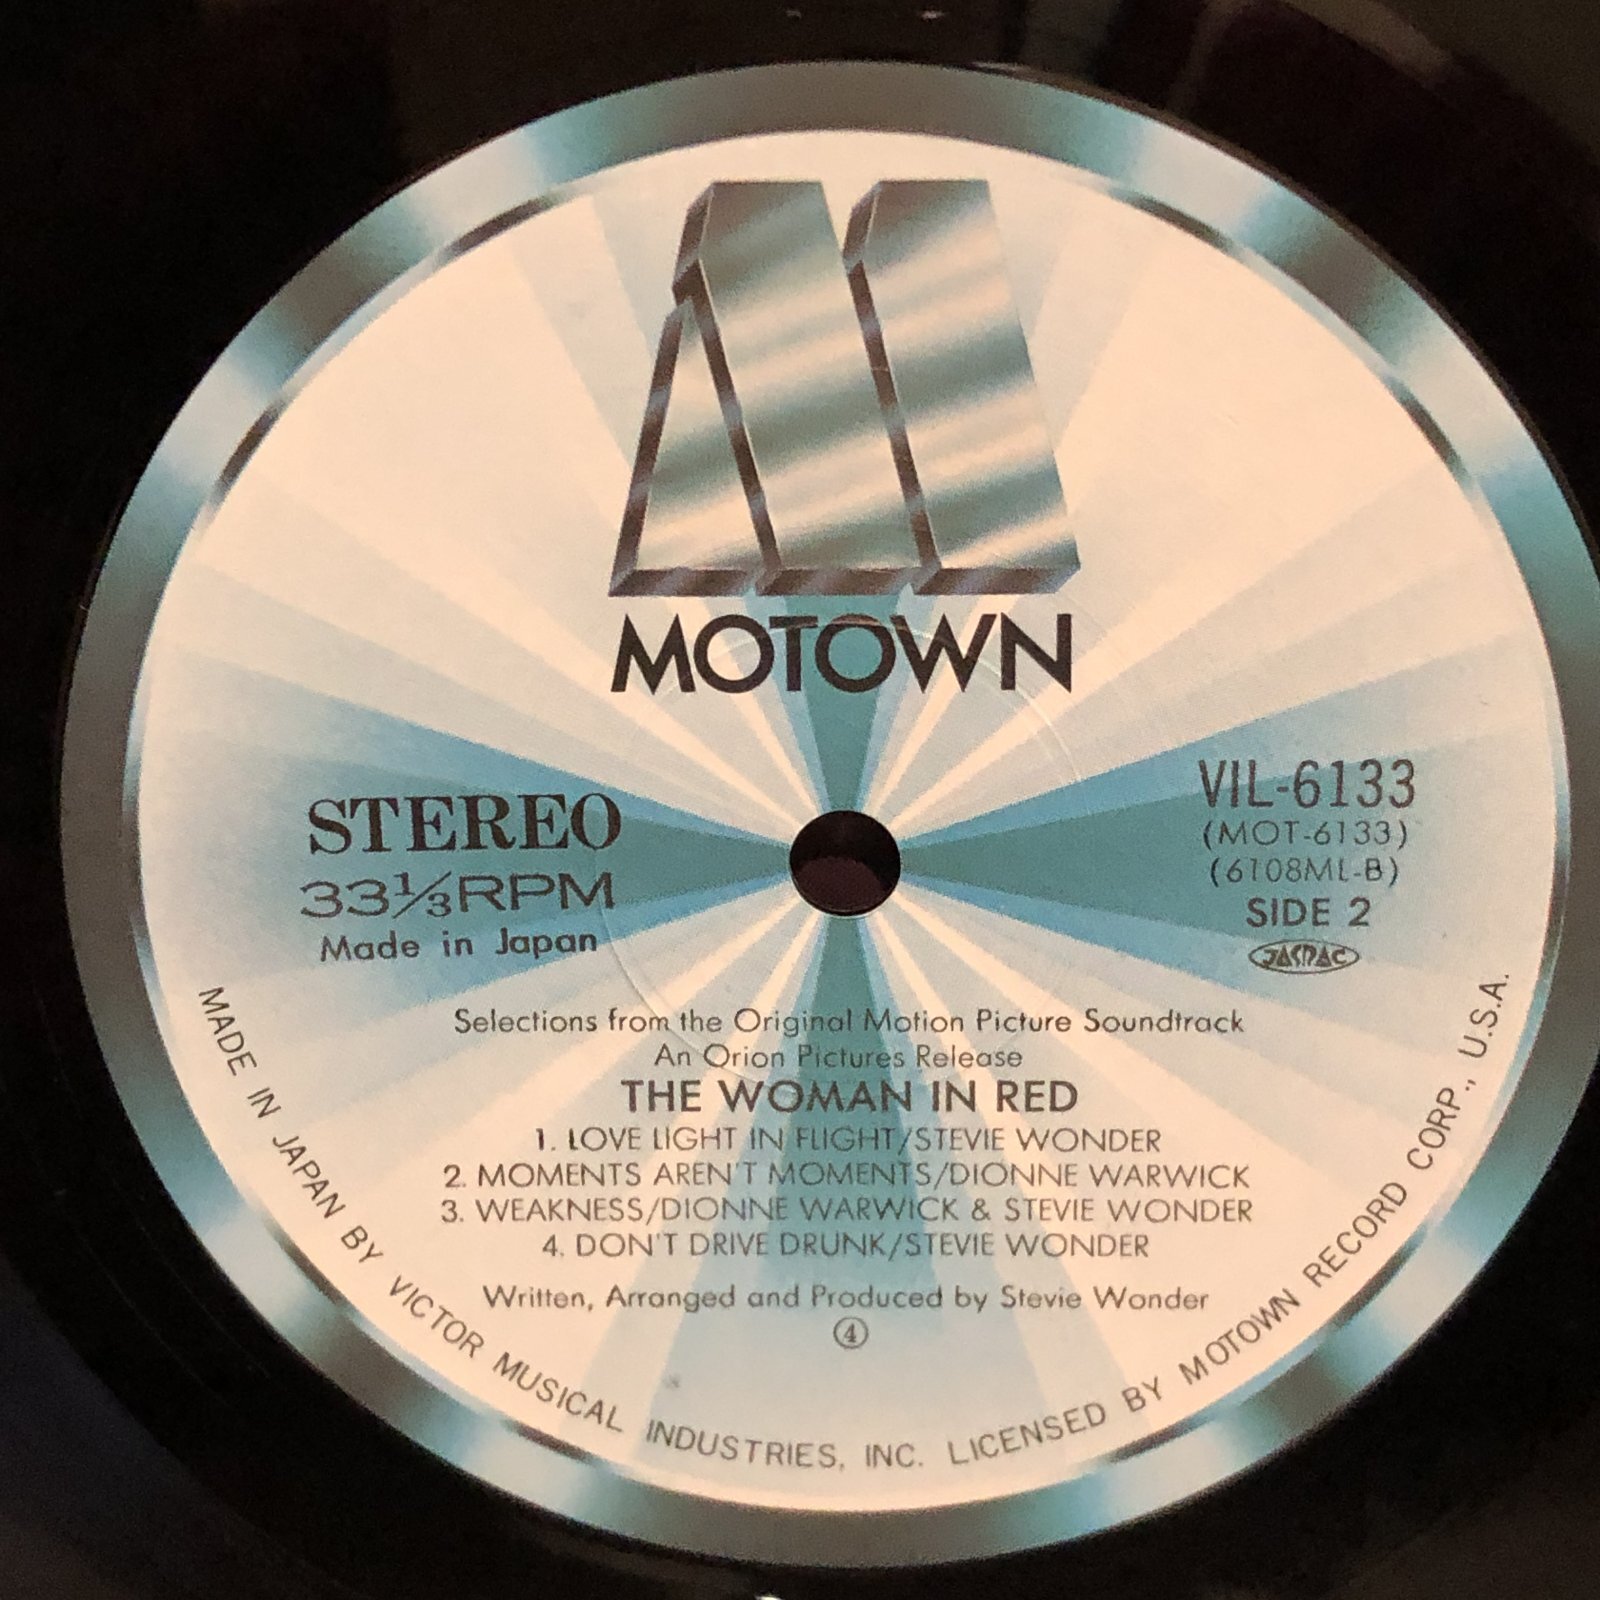 MOTOWN
STEREO
33⅓RPM
Made in Japan
VIL-6133
(MOT-6133)
(6108ML-B)
SIDE 2
JASRAC
Selections from the Original Motion Picture Soundtrack
An Orion Pictures Release
THE WOMAN IN RED
1. LOVE LIGHT IN FLIGHT/STEVIE WONDER
2. MOMENTS AREN'T MOMENTS/DIONNE WARWICK
3. WEAKNESS/DIONNE WARWICK & STEVIE WONDER
4. DON'T DRIVE DRUNK/STEVIE WONDER
Written, Arranged and Produced by Stevie Wonder
④
MADE IN JAPAN BY VICTOR MUSICAL INDUSTRIES, INC. LICENSED BY MOTOWN RECORD CORP., U.S.A.